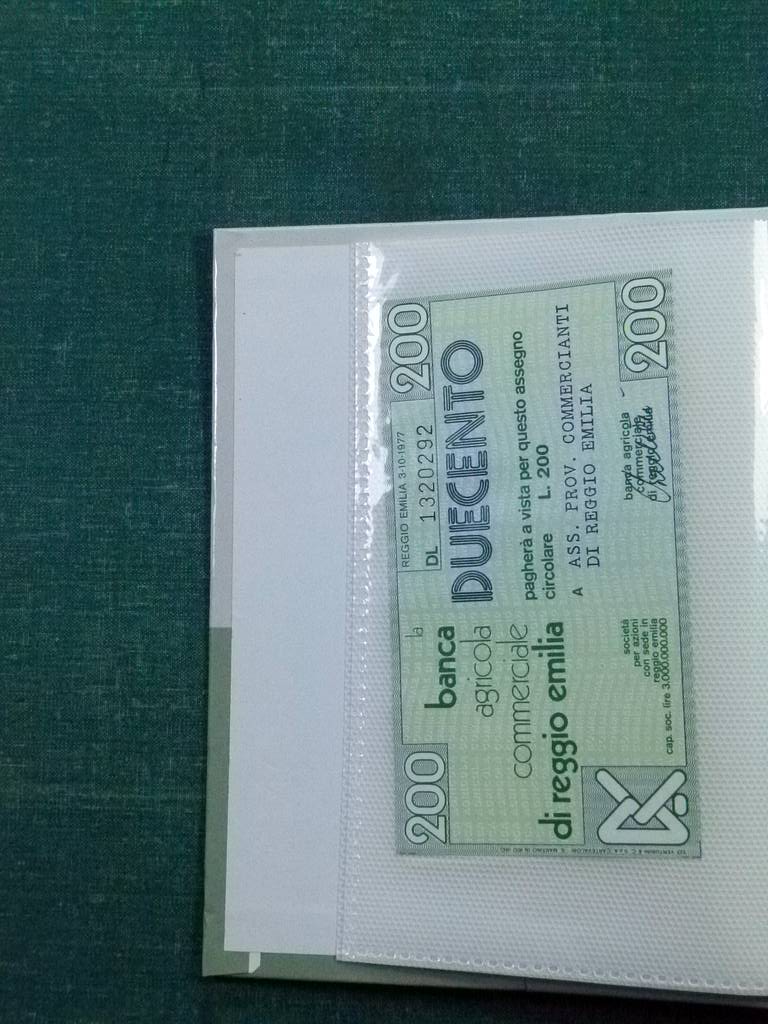 200
la
banca
agricola
commerciale
di reggio emilia
società
per azioni
con sede in
reggio emilia
cap. soc. lire 3.000.000.000
REGGIO EMILIA 3-10-1977
DL 1320292
200
DUECENTO
pagherà a vista per questo assegno
circolare L. 200
A ASS. PROV. COMMERCIANTI
DI REGGIO EMILIA
banca agricola
commerciale
di reggio emilia
200